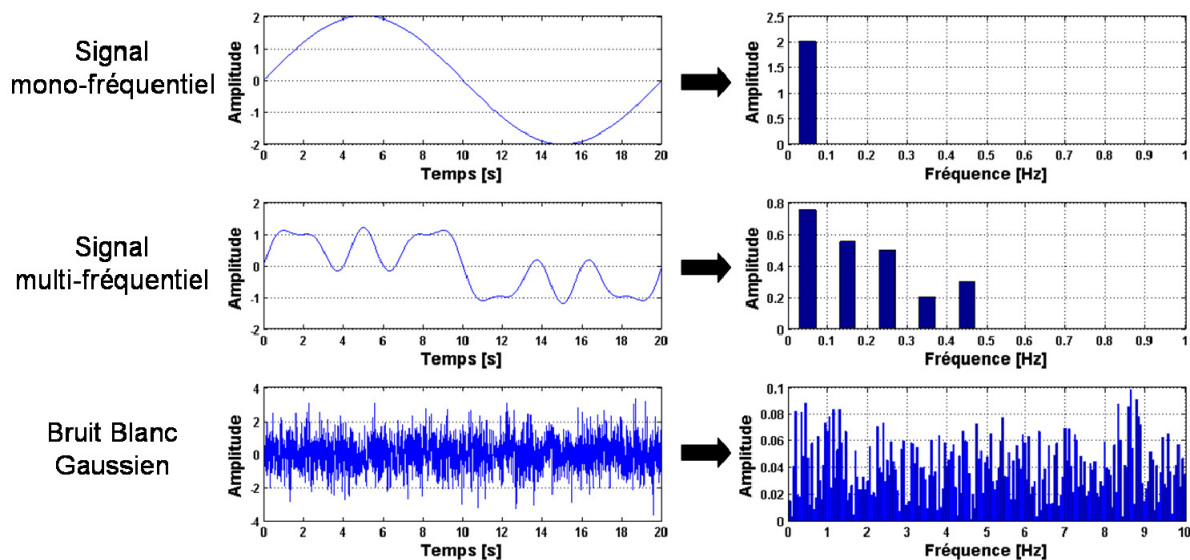 Signal
mono-fréquentiel
Amplitude
2
1
0
-1
-2
0 2 4 6 8 10 12 14 16 18 20
Temps [s]
Amplitude
2.5
2
1.5
1
0.5
0
0 0.1 0.2 0.3 0.4 0.5 0.6 0.7 0.8 0.9 1
Fréquence [Hz]
Signal
multi-fréquentiel
Amplitude
2
1
0
-1
-2
0 2 4 6 8 10 12 14 16 18 20
Temps [s]
Amplitude
0.8
0.6
0.4
0.2
0
0 0.1 0.2 0.3 0.4 0.5 0.6 0.7 0.8 0.9 1
Fréquence [Hz]
Bruit Blanc
Gaussien
Amplitude
4
2
0
-2
-4
0 2 4 6 8 10 12 14 16 18 20
Temps [s]
Amplitude
0.1
0.08
0.06
0.04
0.02
0
0 1 2 3 4 5 6 7 8 9 10
Fréquence [Hz]